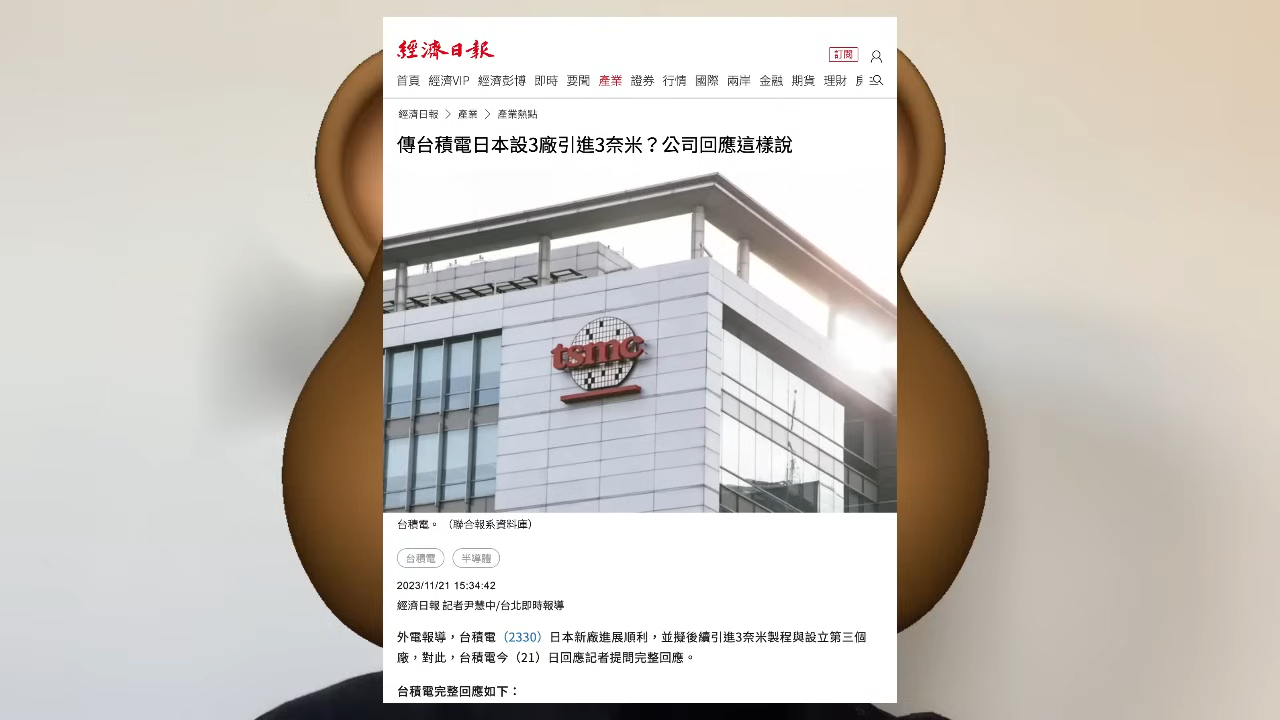 經濟日報
訂閱
首頁 經濟VIP 經濟彭博 即時 要聞 產業 證券 行情 國際 兩岸 金融 期貨 理財
經濟日報 > 產業 > 產業熱點
傳台積電日本設3廠引進3奈米？公司回應這樣說
tsmc
台積電。（聯合報系資料庫）
台積電 半導體
2023/11/21 15:34:42
經濟日報 記者尹慧中/台北即時報導
外電報導，台積電（2330）日本新廠進展順利，並擬後續引進3奈米製程與設立第三個
廠，對此，台積電今（21）日回應記者提問完整回應。
台積電完整回應如下：